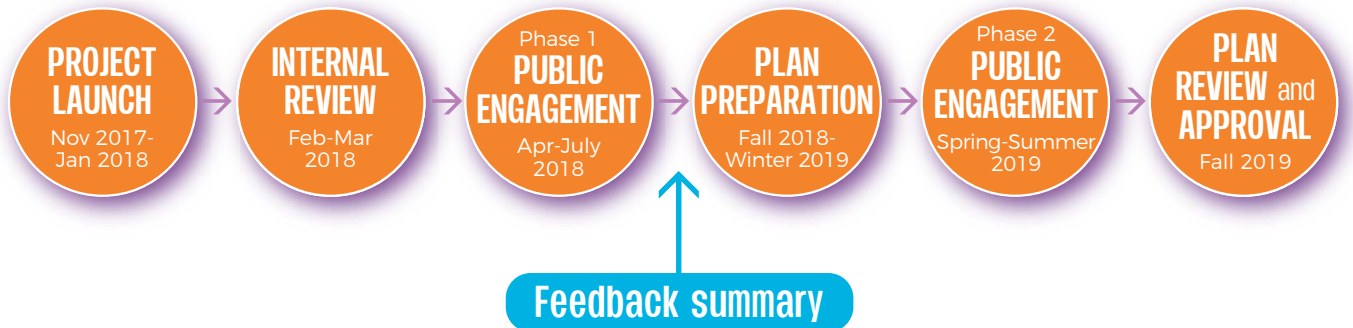 PROJECT
LAUNCH
Nov 2017-
Jan 2018
INTERNAL
REVIEW
Feb-Mar
2018
Phase 1
PUBLIC
ENGAGEMENT
Apr-July
2018
PLAN
PREPARATION
Fall 2018-
Winter 2019
Phase 2
PUBLIC
ENGAGEMENT
Spring-Summer
2019
PLAN
REVIEW and
APPROVAL
Fall 2019
Feedback summary